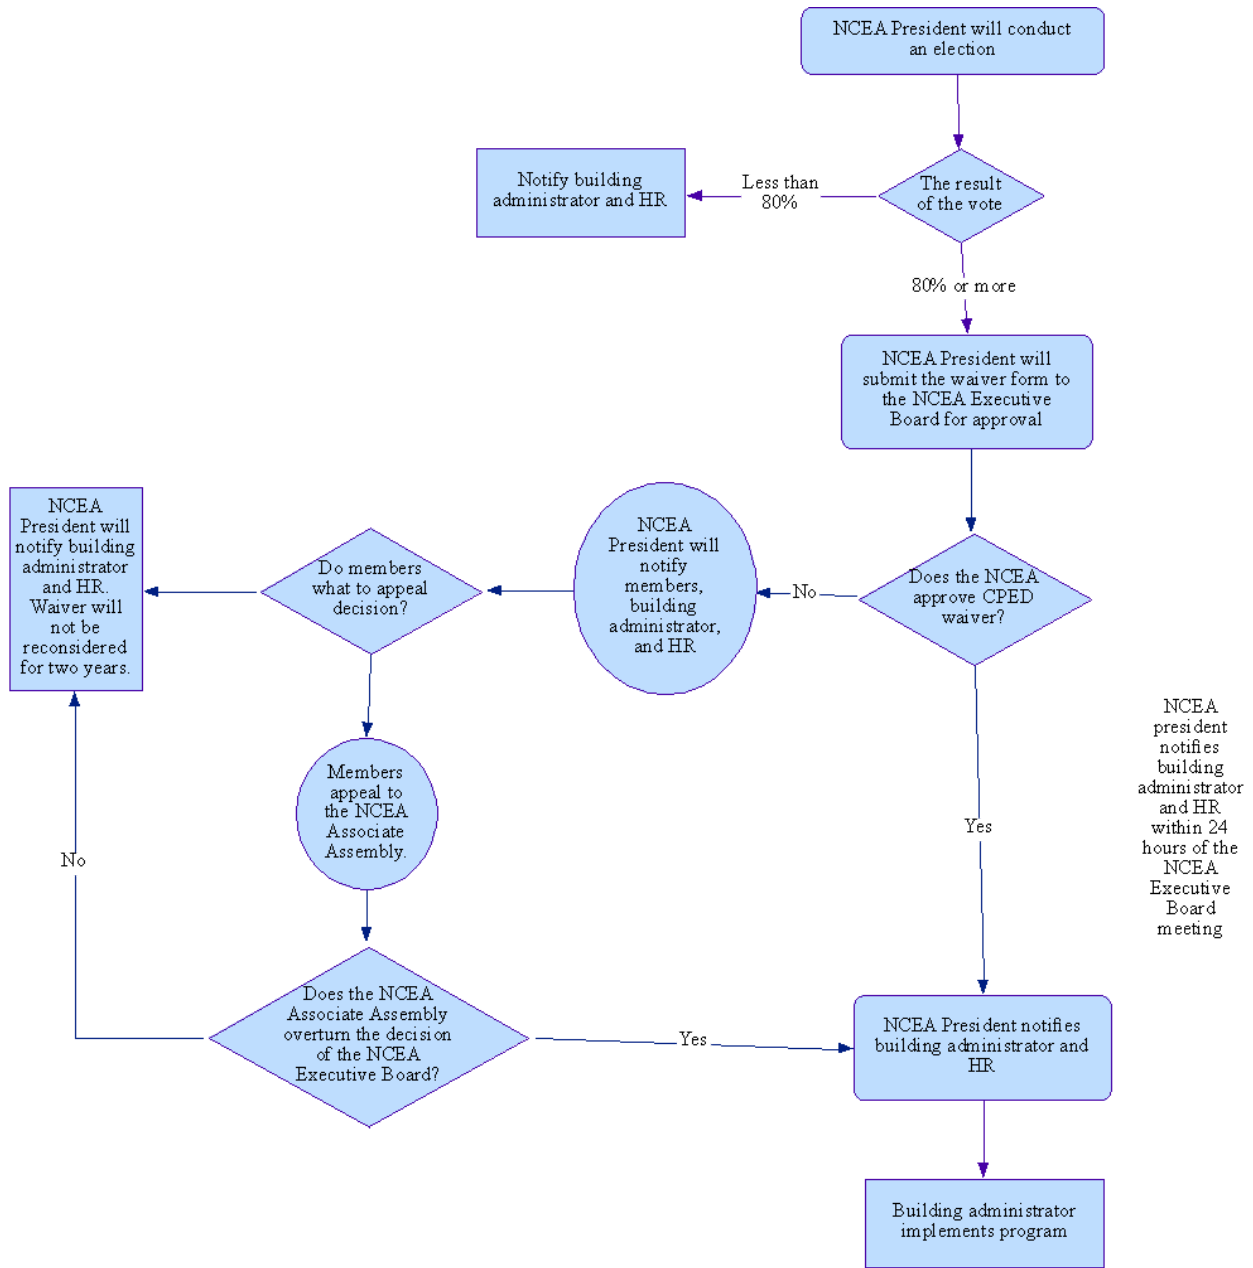 NCEA President will conduct
an election
The result
of the vote
Less than
80%
Notify building
administrator and HR
80% or more
NCEA President will
submit the waiver form to
the NCEA Executive
Board for approval
Does the NCEA
approve CPED
waiver?
No
NCEA
President will
notify
members,
building
administrator,
and HR
Do members
what to appeal
decision?
NCEA
President will
notify building
administrator
and HR.
Waiver will
not be
reconsidered
for two years.
Members
appeal to
the NCEA
Associate
Assembly.
Does the NCEA
Associate Assembly
overturn the decision
of the NCEA
Executive Board?
No
Yes
Yes
NCEA
president
notifies
building
administrator
and HR
within 24
hours of the
NCEA
Executive
Board
meeting
NCEA President notifies
building administrator and
HR
Building administrator
implements program